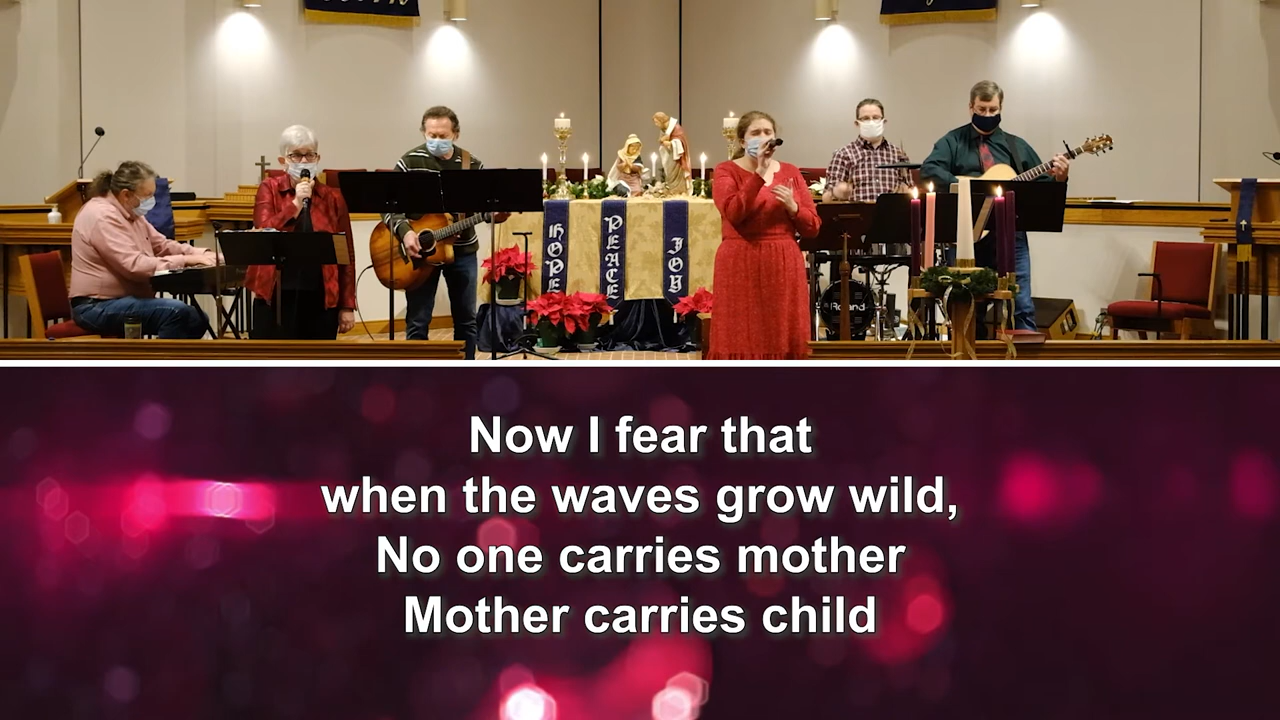 HOPE
PEACE
JOY
Roland
Now I fear that
when the waves grow wild,
No one carries mother
Mother carries child